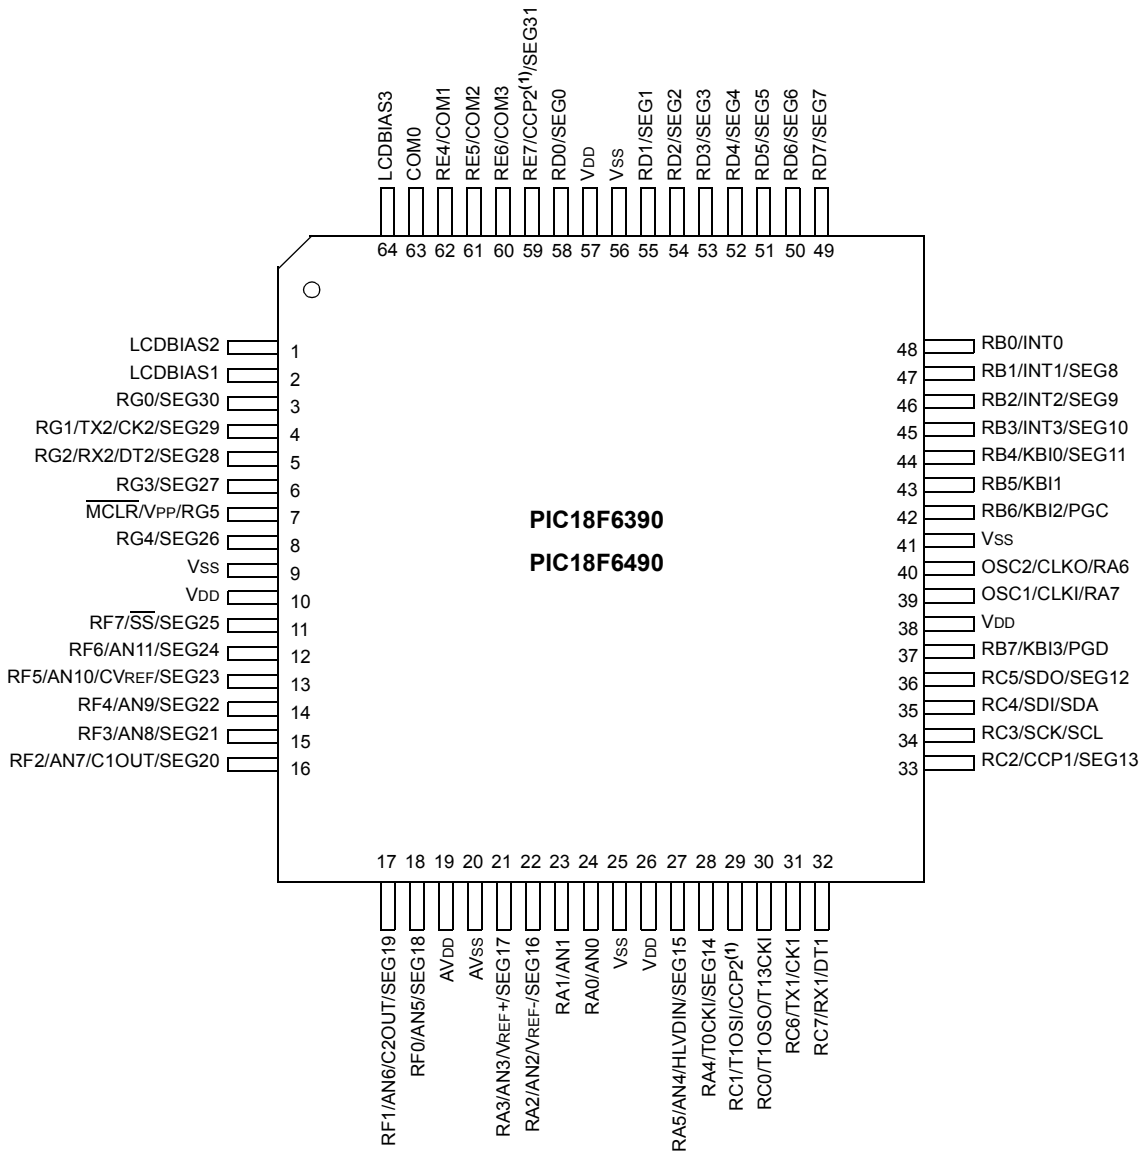 LCDBIAS3
COM0
RE4/COM1
RE5/COM2
RE6/COM3
RE7/CCP2(1)/SEG31
RD0/SEG0
VDD
VSS
RD1/SEG1
RD2/SEG2
RD3/SEG3
RD4/SEG4
RD5/SEG5
RD6/SEG6
RD7/SEG7
64 63 62 61 60 59 58 57 56 55 54 53 52 51 50 49
LCDBIAS2 1
LCDBIAS1 2
RG0/SEG30 3
RG1/TX2/CK2/SEG29 4
RG2/RX2/DT2/SEG28 5
RG3/SEG27 6
MCLR/VPP/RG5 7
RG4/SEG26 8
VSS 9
VDD 10
RF7/SS/SEG25 11
RF6/AN11/SEG24 12
RF5/AN10/CVREF/SEG23 13
RF4/AN9/SEG22 14
RF3/AN8/SEG21 15
RF2/AN7/C1OUT/SEG20 16
PIC18F6390
PIC18F6490
48 RB0/INT0
47 RB1/INT1/SEG8
46 RB2/INT2/SEG9
45 RB3/INT3/SEG10
44 RB4/KBI0/SEG11
43 RB5/KBI1
42 RB6/KBI2/PGC
41 VSS
40 OSC2/CLKO/RA6
39 OSC1/CLKI/RA7
38 VDD
37 RB7/KBI3/PGD
36 RC5/SDO/SEG12
35 RC4/SDI/SDA
34 RC3/SCK/SCL
33 RC2/CCP1/SEG13
17 18 19 20 21 22 23 24 25 26 27 28 29 30 31 32
RF1/AN6/C2OUT/SEG19
RF0/AN5/SEG18
AVDD
AVSS
RA3/AN3/VREF+/SEG17
RA2/AN2/VREF-/SEG16
RA1/AN1
RA0/AN0
VSS
VDD
RA5/AN4/HLVDIN/SEG15
RA4/T0CKI/SEG14
RC1/T1OSI/CCP2(1)
RC0/T1OSO/T13CKI
RC6/TX1/CK1
RC7/RX1/DT1